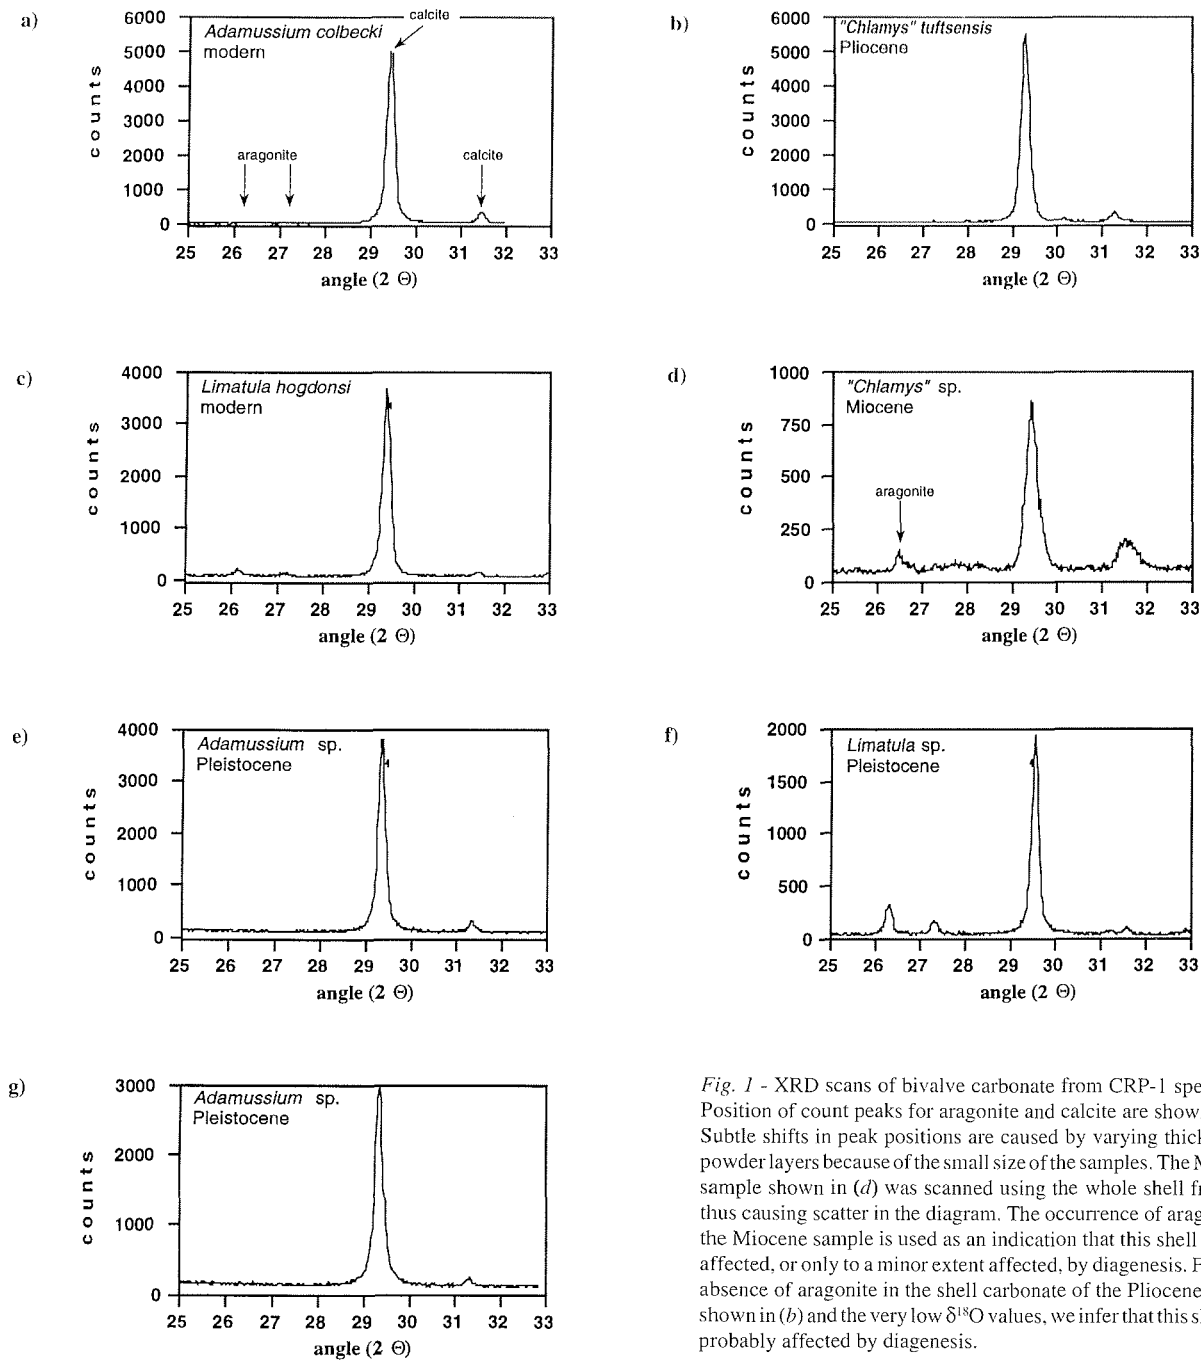 a)
6000
5000
4000
3000
2000
1000
0
counts
Adamussium colbecki
modern
calcite
aragonite
calcite
25 26 27 28 29 30 31 32 33
angle (2 Θ)
b)
6000
5000
4000
3000
2000
1000
0
counts
"Chlamys" tuftsensis
Pliocene
25 26 27 28 29 30 31 32 33
angle (2 Θ)
c)
4000
3000
2000
1000
0
counts
Limatula hogdonsi
modern
25 26 27 28 29 30 31 32 33
angle (2 Θ)
d)
1000
750
500
250
0
counts
"Chlamys" sp.
Miocene
aragonite
25 26 27 28 29 30 31 32 33
angle (2 Θ)
e)
4000
3000
2000
1000
0
counts
Adamussium sp.
Pleistocene
25 26 27 28 29 30 31 32 33
angle (2 Θ)
f)
2000
1500
1000
500
0
counts
Limatula sp.
Pleistocene
25 26 27 28 29 30 31 32 33
angle (2 Θ)
g)
3000
2000
1000
0
counts
Adamussium sp.
Pleistocene
25 26 27 28 29 30 31 32 33
angle (2 Θ)
Fig. 1 - XRD scans of bivalve carbonate from CRP-1 spe
Position of count peaks for aragonite and calcite are show
Subtle shifts in peak positions are caused by varying thick
powder layers because of the small size of the samples. The M
sample shown in (d) was scanned using the whole shell fr
thus causing scatter in the diagram. The occurrence of arag
the Miocene sample is used as an indication that this shell
affected, or only to a minor extent affected, by diagenesis. F
absence of aragonite in the shell carbonate of the Pliocene
shown in (b) and the very low δ¹⁸O values, we infer that this s
probably affected by diagenesis.